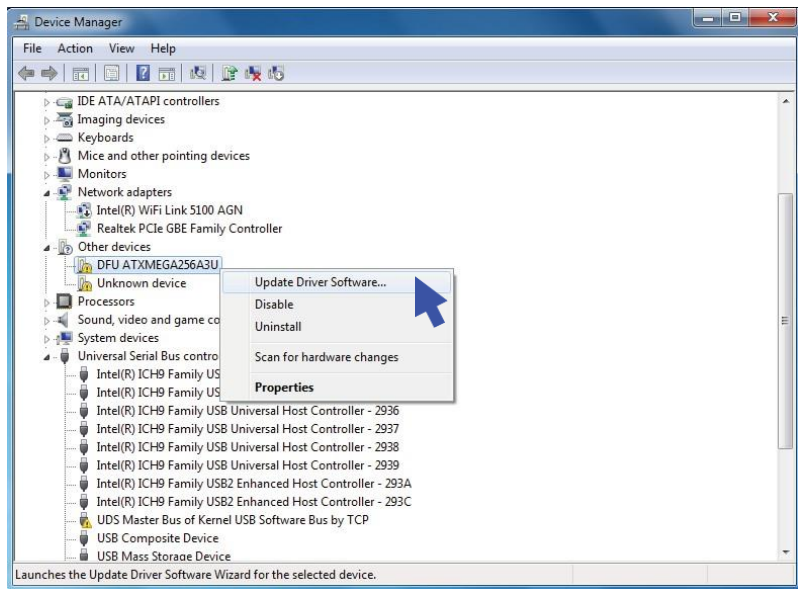 Device Manager
File Action View Help
IDE ATA/ATAPI controllers
Imaging devices
Keyboards
Mice and other pointing devices
Monitors
Network adapters
Intel(R) WiFi Link 5100 AGN
Realtek PCIe GBE Family Controller
Other devices
DFU ATXMEGA256A3U
Unknown device
Processors
Sound, video and game co
System devices
Universal Serial Bus contro
Intel(R) ICH9 Family US
Intel(R) ICH9 Family US
Intel(R) ICH9 Family USB Universal Host Controller - 2936
Intel(R) ICH9 Family USB Universal Host Controller - 2937
Intel(R) ICH9 Family USB Universal Host Controller - 2938
Intel(R) ICH9 Family USB Universal Host Controller - 2939
Intel(R) ICH9 Family USB2 Enhanced Host Controller - 293A
Intel(R) ICH9 Family USB2 Enhanced Host Controller - 293C
UDS Master Bus of Kernel USB Software Bus by TCP
USB Composite Device
USB Mass Storage Device
Update Driver Software...
Disable
Uninstall
Scan for hardware changes
Properties
Launches the Update Driver Software Wizard for the selected device.